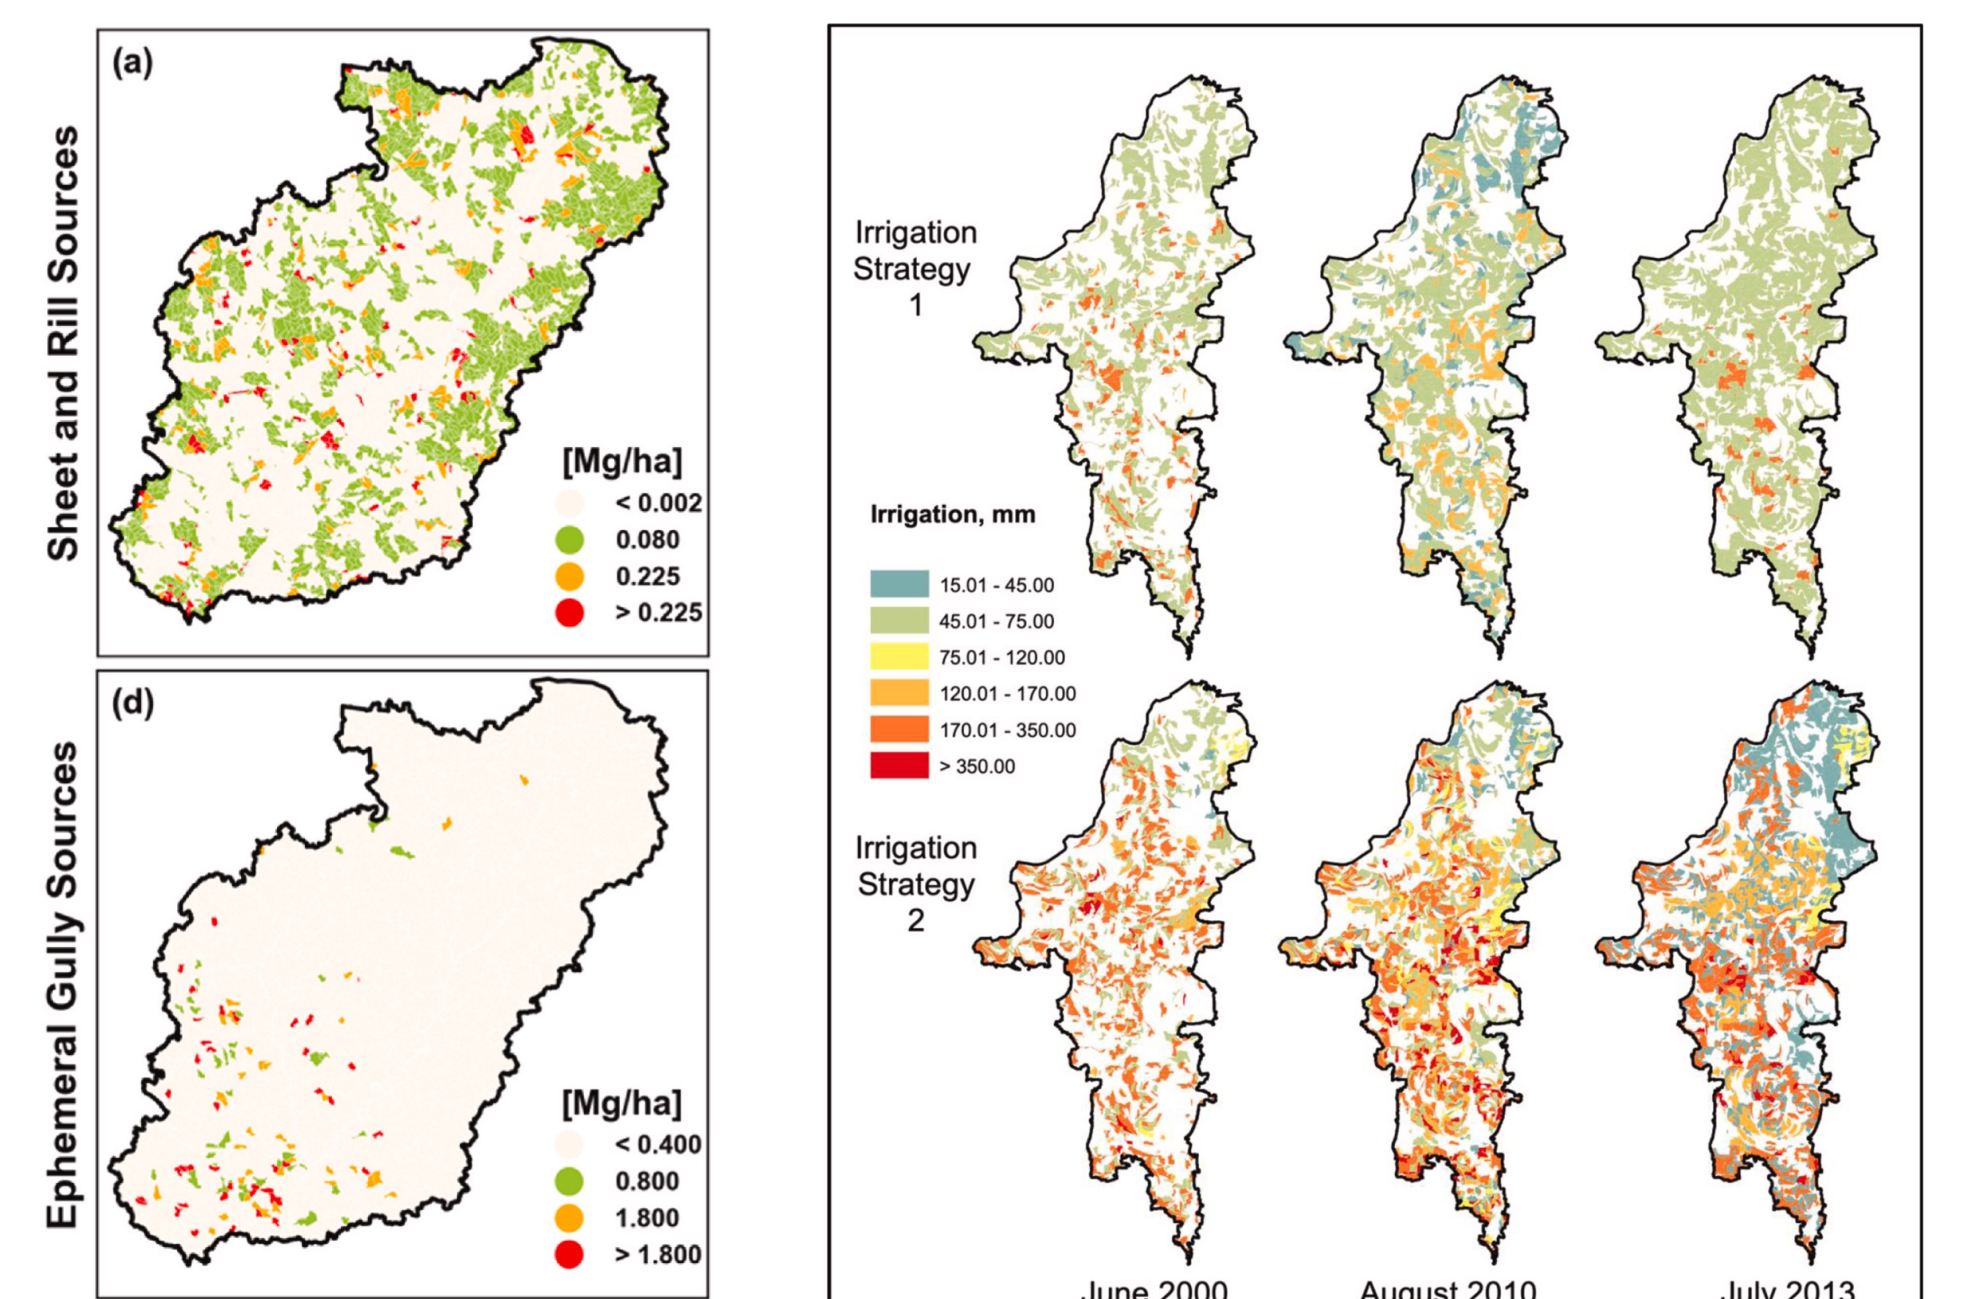 (a)
Sheet and Rill Sources
[Mg/ha]
< 0.002
0.080
0.225
> 0.225
(d)
Ephemeral Gully Sources
[Mg/ha]
< 0.400
0.800
1.800
> 1.800
Irrigation
Strategy
1
Irrigation, mm
15.01 - 45.00
45.01 - 75.00
75.01 - 120.00
120.01 - 170.00
170.01 - 350.00
> 350.00
Irrigation
Strategy
2
June 2000
August 2010
July 2013